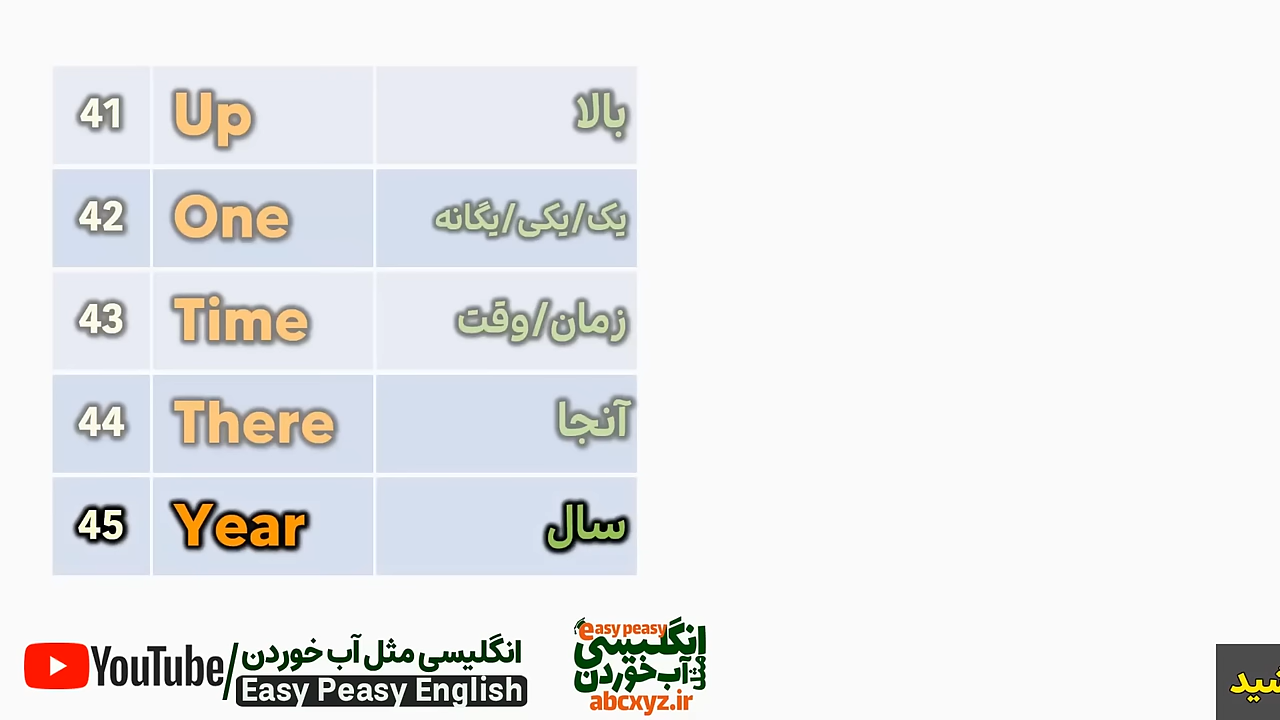 41 Up بالا
42 One یک/یکی/یگانه
43 Time زمان/وقت
44 There آنجا
45 Year سال
YouTube/انگلیسی مثل آب خوردن
Easy Peasy English
easy peasy
انگلیسی
مثل آب خوردن
abcxyz.ir